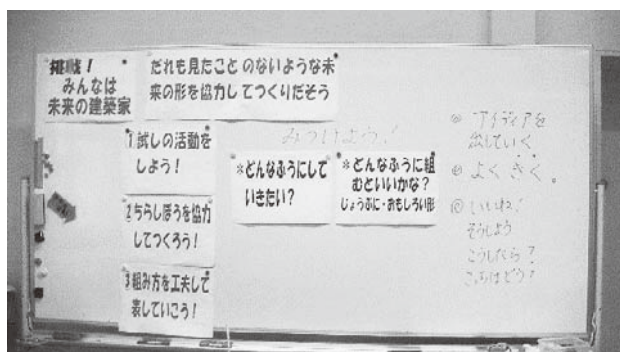 挑戦！
みんなは
未来の建築家
だれも見たことのないような未
来の形を協力してつくりだそう
1 試しの活動を
しよう！
2 ちらしぼうを協力
してつくろう！
3 組み方を工夫して
表していこう！
みつけよう！
*どんなふうにして
いきたい？
*どんなふうに組
むといいかな？
じょうぶに・おもしろい形
アイディアを
出していく
よくきく。
いいね！
そうしよう
こうしたら？
こっちはどう？